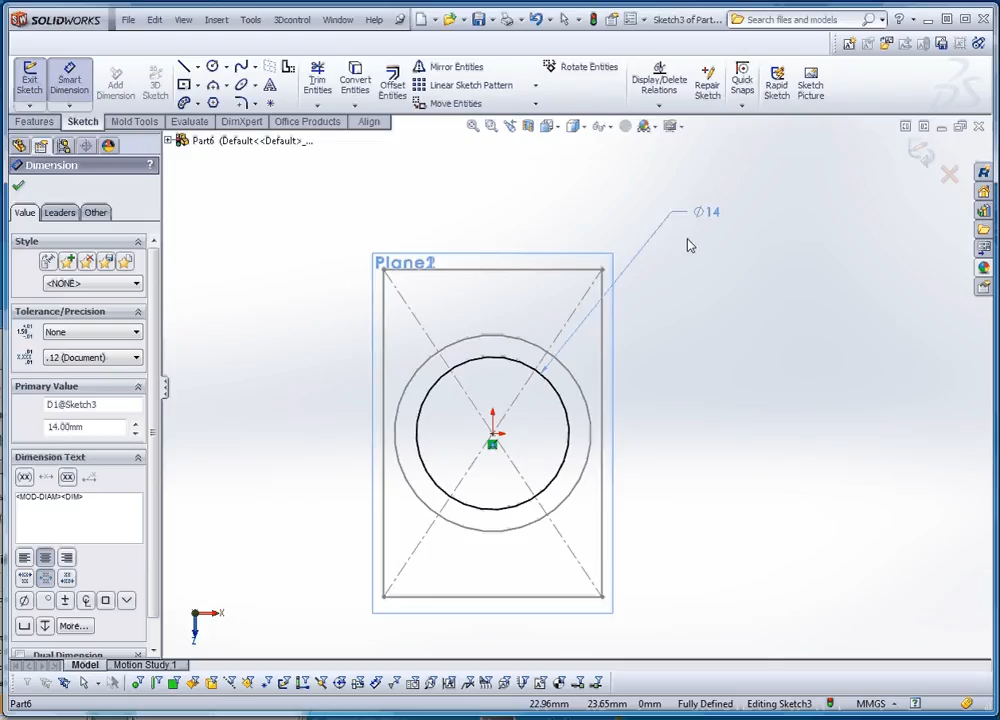 SOLIDWORKS File Edit View Insert Tools 3Dcontrol Window Help Sketch3 of Part... Search files and models
Exit Sketch Smart Dimension Add Dimension 3D Sketch Trim Entities Convert Entities Offset Entities Mirror Entities Linear Sketch Pattern Move Entities Rotate Entities Display/Delete Relations Repair Sketch Quick Snaps Rapid Sketch Sketch Picture
Features Sketch Mold Tools Evaluate DimXpert Office Products Align
Part6 (Default<<Default>_...
Dimension ?
Value Leaders Other
Style
<NONE>
Tolerance/Precision
None
.12 (Document)
Primary Value
D1@Sketch3
14.00mm
Dimension Text
<MOD-DIAM><DIM>
More...
Dual Dimension
∅14
X
Z
Model Motion Study 1
Part6 22.96mm 23.65mm 0mm Fully Defined Editing Sketch3 MMGS